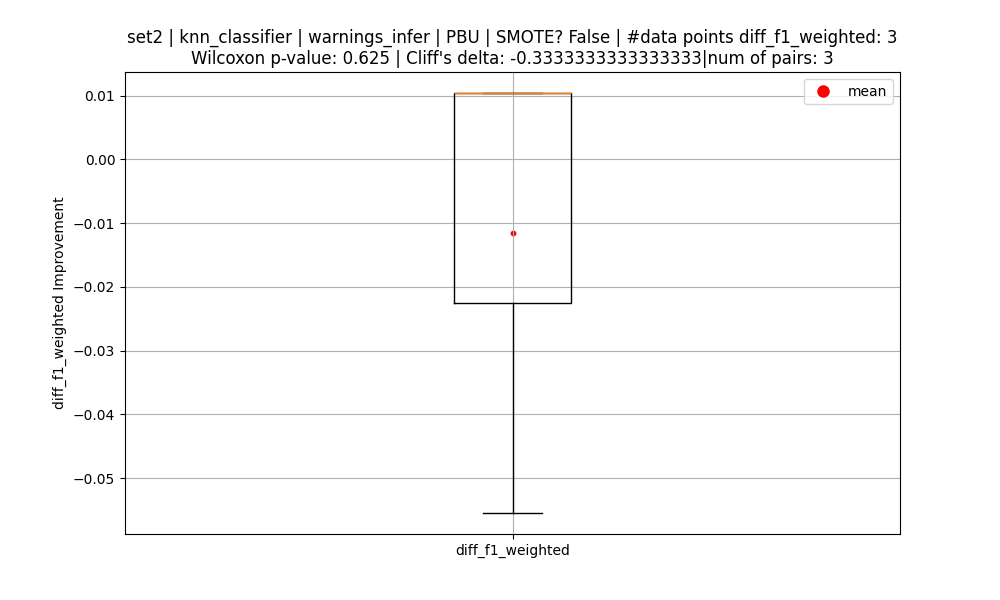 set2 | knn_classifier | warnings_infer | PBU | SMOTE? False | #data points diff_f1_weighted: 3
Wilcoxon p-value: 0.625 | Cliff's delta: -0.3333333333333333|num of pairs: 3
mean
0.01
0.00
−0.01
−0.02
−0.03
−0.04
−0.05
diff_f1_weighted Improvement
diff_f1_weighted